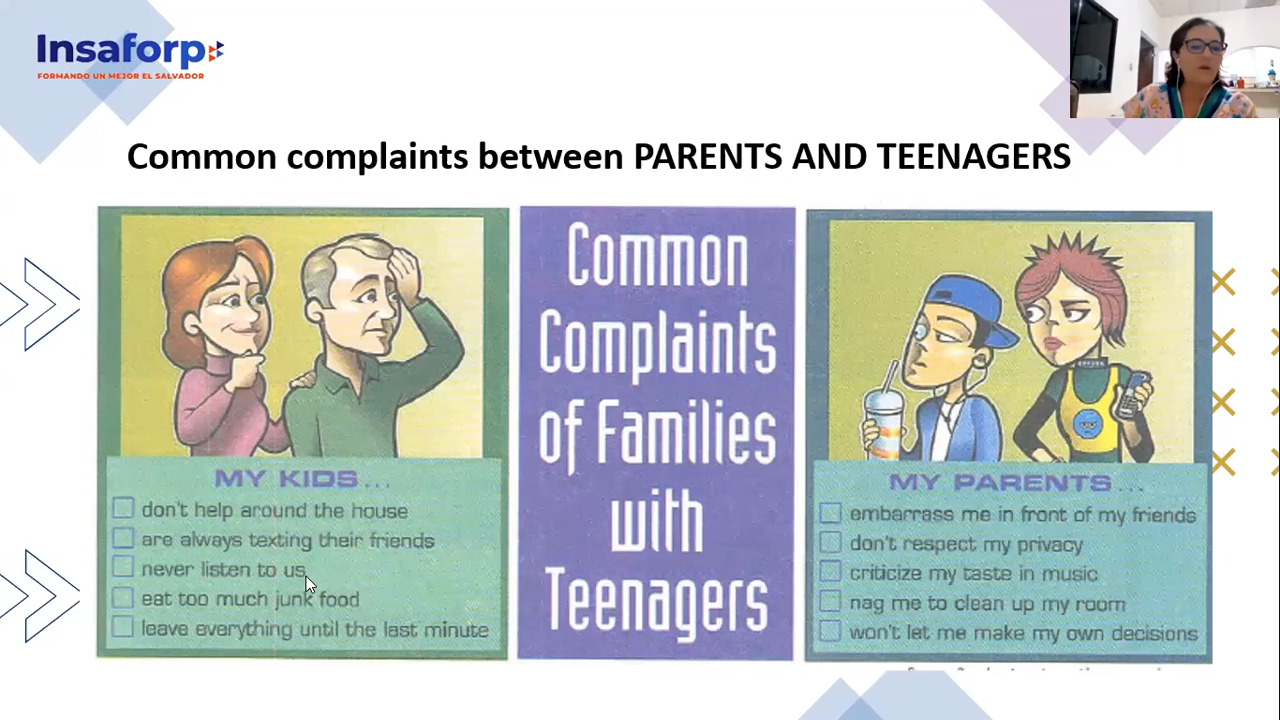 Insaforp
FORMANDO UN MEJOR EL SALVADOR
Common complaints between PARENTS AND TEENAGERS
MY KIDS...
don't help around the house
are always texting their friends
never listen to us
eat too much junk food
leave everything until the last minute
Common
Complaints
of Families
with
Teenagers
MY PARENTS...
embarrass me in front of my friends
don't respect my privacy
criticize my taste in music
nag me to clean up my room
won't let me make my own decisions